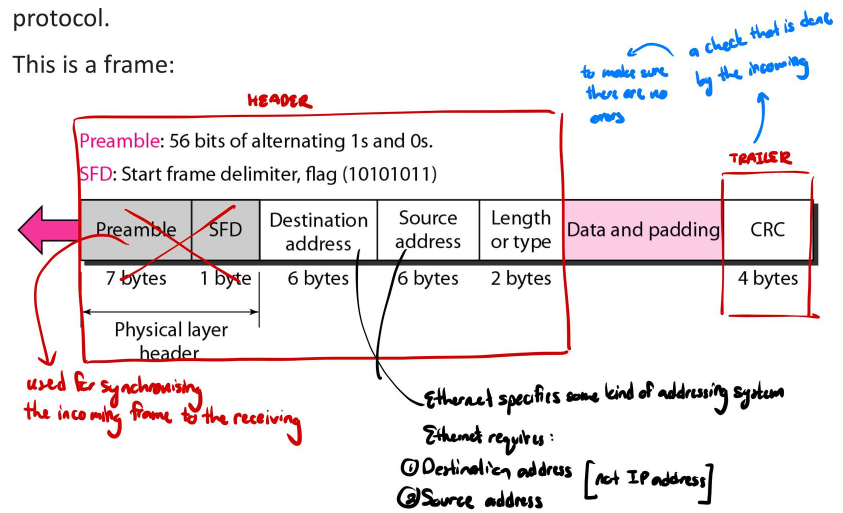 protocol.
This is a frame:
HEADER
a check that is done
by the incoming
to make sure
there are no
errors
Preamble: 56 bits of alternating 1s and 0s.
SFD: Start frame delimiter, flag (10101011)
TRAILER
Preamble SFD Destination address Source address Length or type Data and padding CRC
7 bytes 1 byte 6 bytes 6 bytes 2 bytes 4 bytes
Physical layer
header
used for synchronising
the incoming frame to the receiving
Ethernet specifies some kind of addressing system
Ethernet requires:
① Destination address [not IP address]
② Source address